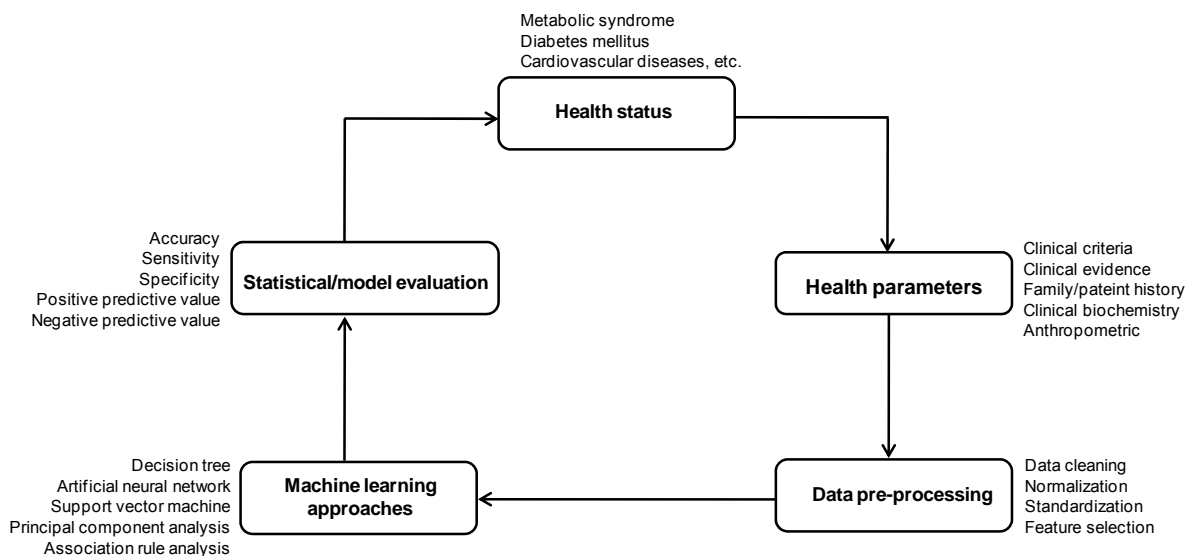 Metabolic syndrome
Diabetes mellitus
Cardiovascular diseases, etc.
Health status
Accuracy
Sensitivity
Specificity
Positive predictive value
Negative predictive value
Statistical/model evaluation
Health parameters
Clinical criteria
Clinical evidence
Family/pateint history
Clinical biochemistry
Anthropometric
Decision tree
Artificial neural network
Support vector machine
Principal component analysis
Association rule analysis
Machine learning
approaches
Data pre-processing
Data cleaning
Normalization
Standardization
Feature selection